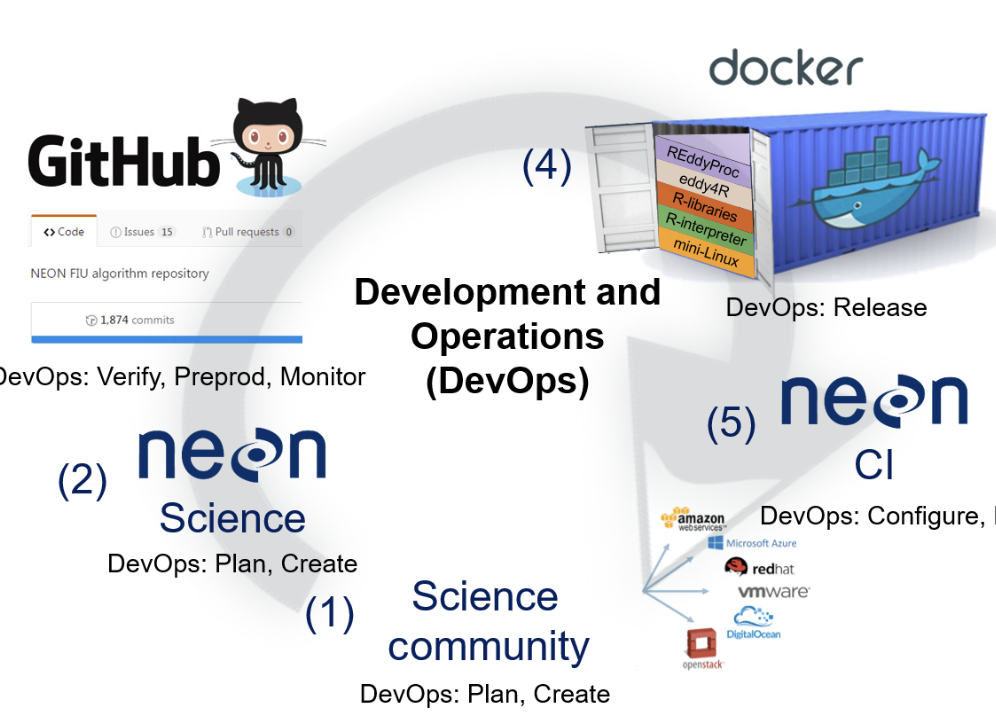 docker
GitHub
(4)
REddyProc
eddy4R
R-libraries
R-interpreter
mini-Linux
Code
Issues 15
Pull requests 0
NEON FIU algorithm repository
1,874 commits
Development and
Operations
(DevOps)
DevOps: Release
DevOps: Verify, Preprod, Monitor
(5)
neon
CI
(2)
neon
Science
DevOps: Configure,
amazon
webservices™
Microsoft Azure
DevOps: Plan, Create
redhat
vmware
(1)
Science
community
DigitalOcean
openstack
DevOps: Plan, Create